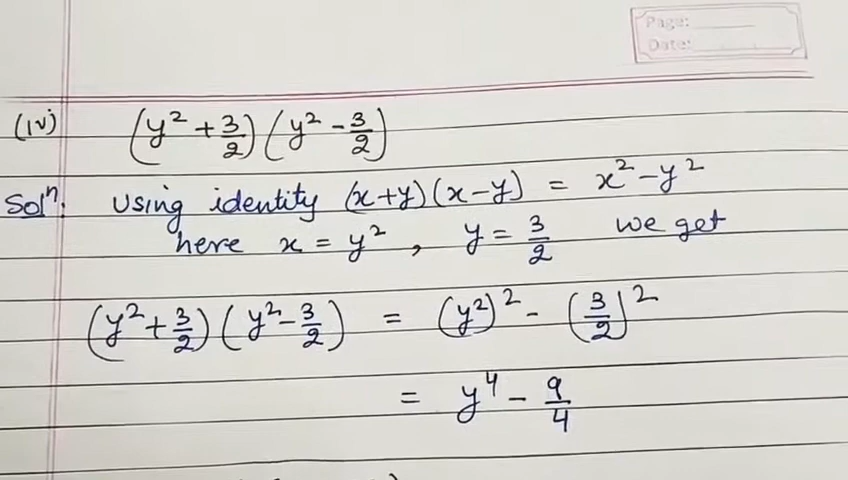 Page:
Date:
(iv) (y² + 3/2) (y² - 3/2)
Solⁿ: Using identity (x+y)(x-y) = x² - y²
here x = y², y = 3/2 we get
(y² + 3/2) (y² - 3/2) = (y²)² - (3/2)²
= y⁴ - 9/4